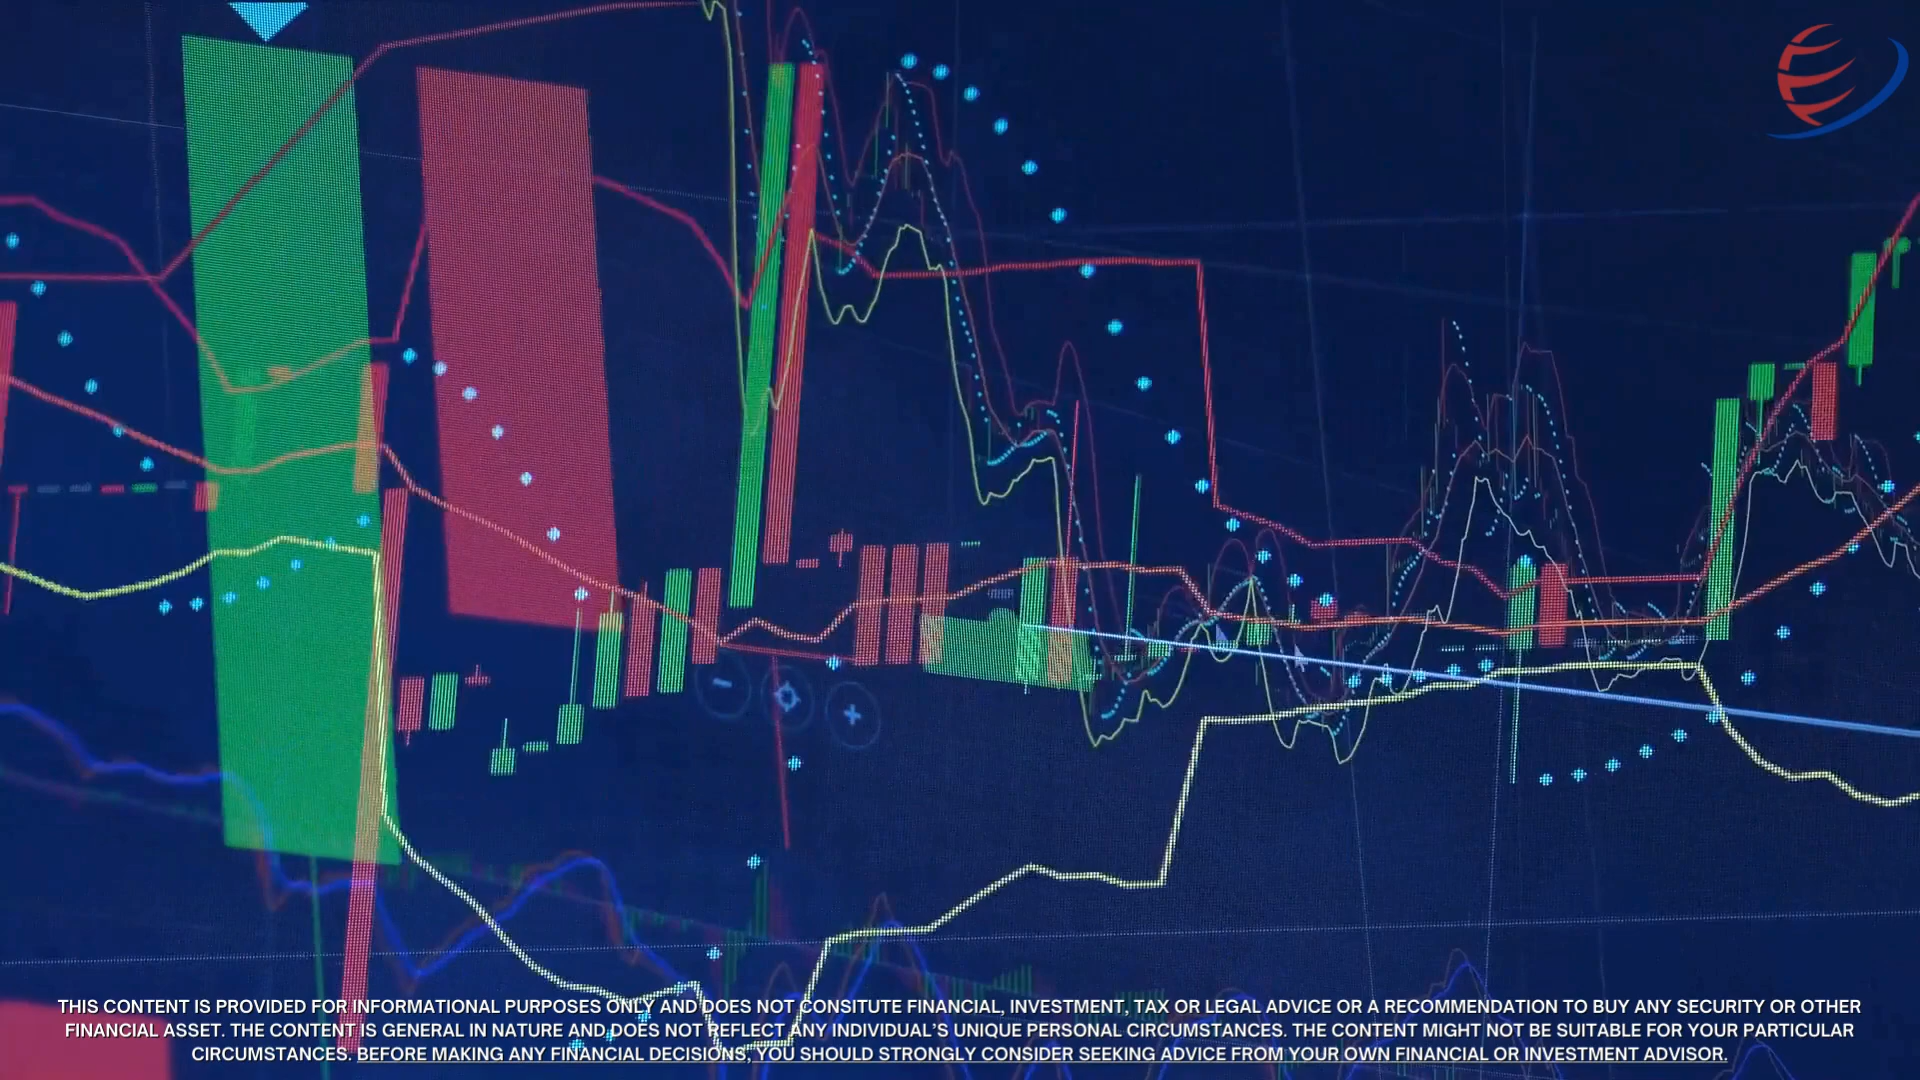 THIS CONTENT IS PROVIDED FOR INFORMATIONAL PURPOSES ONLY AND DOES NOT CONSITUTE FINANCIAL, INVESTMENT, TAX OR LEGAL ADVICE OR A RECOMMENDATION TO BUY ANY SECURITY OR OTHER
FINANCIAL ASSET. THE CONTENT IS GENERAL IN NATURE AND DOES NOT REFLECT ANY INDIVIDUAL'S UNIQUE PERSONAL CIRCUMSTANCES. THE CONTENT MIGHT NOT BE SUITABLE FOR YOUR PARTICULAR
CIRCUMSTANCES. BEFORE MAKING ANY FINANCIAL DECISIONS, YOU SHOULD STRONGLY CONSIDER SEEKING ADVICE FROM YOUR OWN FINANCIAL OR INVESTMENT ADVISOR.